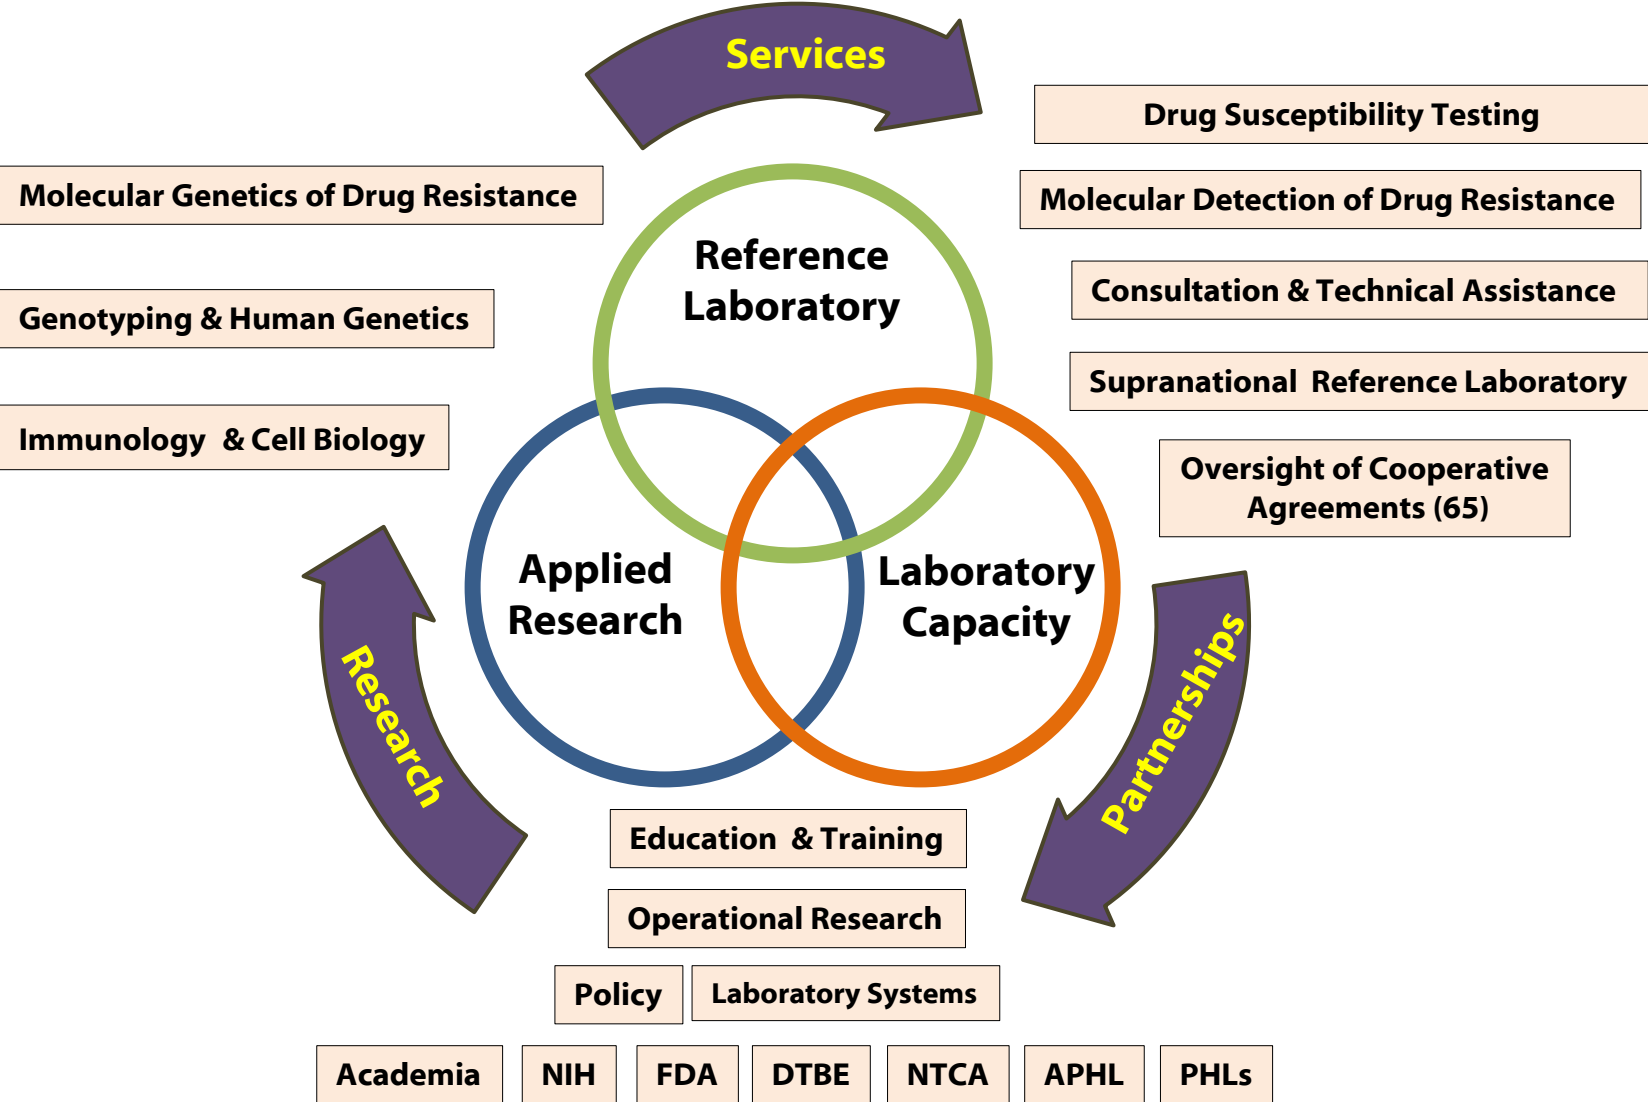 Services
Drug Susceptibility Testing
Molecular Genetics of Drug Resistance
Molecular Detection of Drug Resistance
Reference
Laboratory
Consultation & Technical Assistance
Genotyping & Human Genetics
Supranational Reference Laboratory
Immunology & Cell Biology
Oversight of Cooperative
Agreements (65)
Applied
Research
Laboratory
Capacity
Research
Partnerships
Education & Training
Operational Research
Policy
Laboratory Systems
Academia
NIH
FDA
DTBE
NTCA
APHL
PHLs